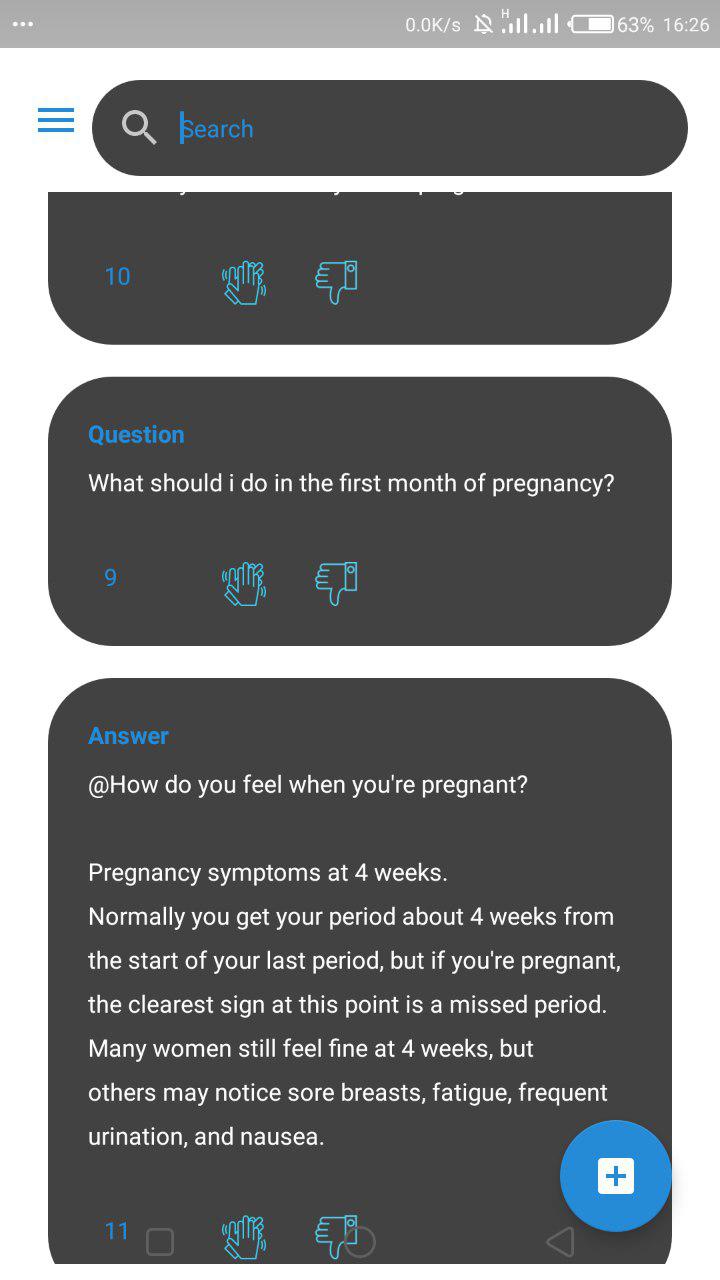 0.0K/s H 63% 16:26
Search
10
Question
What should i do in the first month of pregnancy?
9
Answer
@How do you feel when you're pregnant?
Pregnancy symptoms at 4 weeks.
Normally you get your period about 4 weeks from
the start of your last period, but if you're pregnant,
the clearest sign at this point is a missed period.
Many women still feel fine at 4 weeks, but
others may notice sore breasts, fatigue, frequent
urination, and nausea.
11